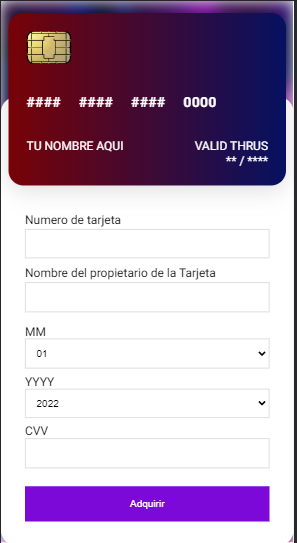 #### #### #### 0000
TU NOMBRE AQUI VALID THRUS
** / ****
Numero de tarjeta
Nombre del propietario de la Tarjeta
MM
01
YYYY
2022
CVV
Adquirir